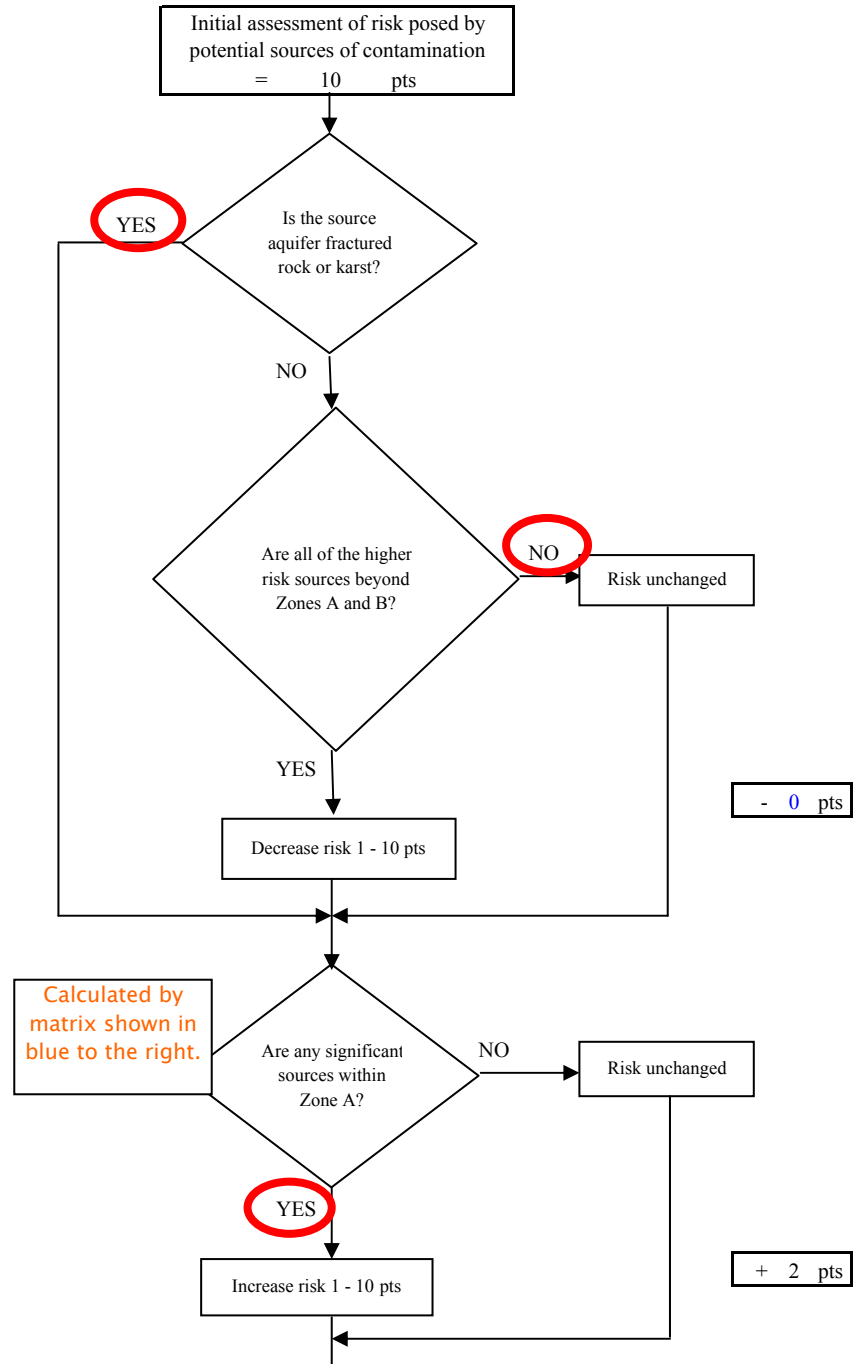 Initial assessment of risk posed by
potential sources of contamination
= 10 pts
YES
Is the source
aquifer fractured
rock or karst?
NO
Are all of the higher
risk sources beyond
Zones A and B?
NO
Risk unchanged
YES
- 0 pts
Decrease risk 1 - 10 pts
Calculated by
matrix shown in
blue to the right.
Are any significant
sources within
Zone A?
NO
Risk unchanged
YES
Increase risk 1 - 10 pts
+ 2 pts